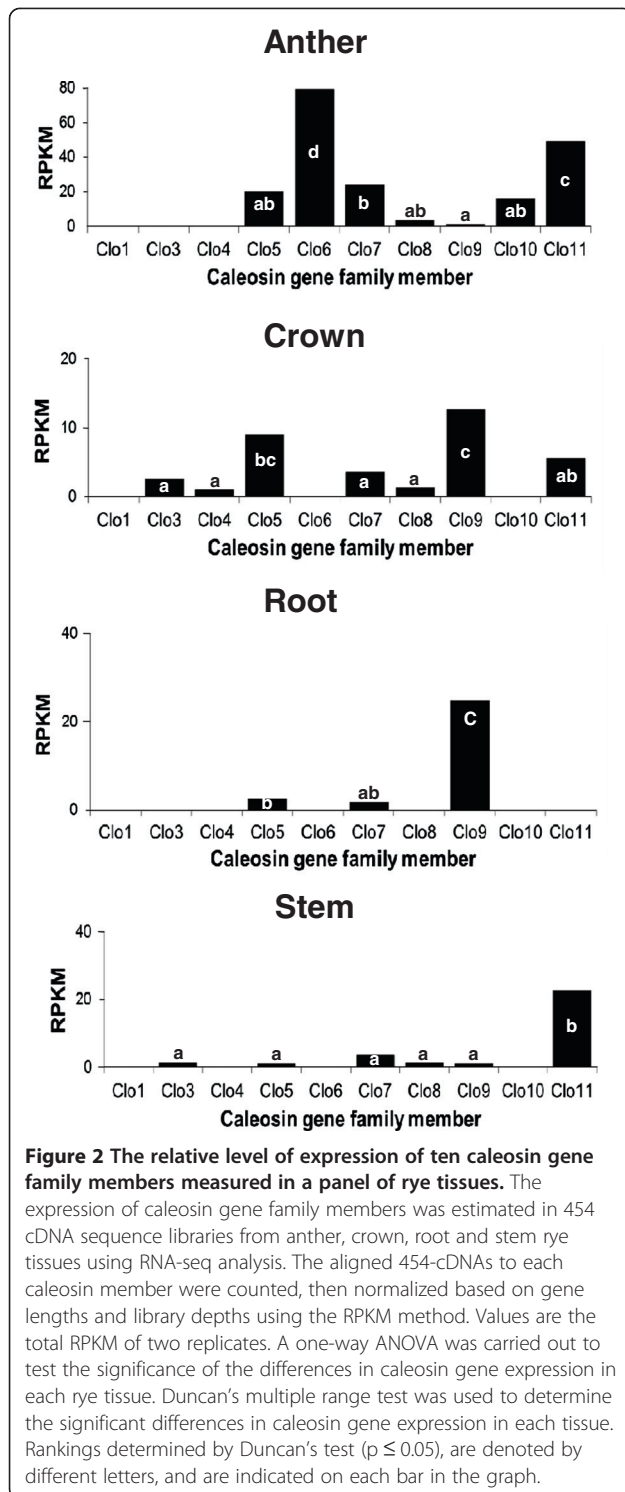 Anther
80
60
40
20
0
RPKM
ab
d
b
ab
a
ab
c
Clo1 Clo3 Clo4 Clo5 Clo6 Clo7 Clo8 Clo9 Clo10 Clo11
Caleosin gene family member
Crown
20
10
0
RPKM
a
a
bc
a
a
c
ab
Clo1 Clo3 Clo4 Clo5 Clo6 Clo7 Clo8 Clo9 Clo10 Clo11
Caleosin gene family member
Root
40
20
0
RPKM
b
ab
C
Clo1 Clo3 Clo4 Clo5 Clo6 Clo7 Clo8 Clo9 Clo10 Clo11
Caleosin gene family member
Stem
40
20
0
RPKM
a
a
a
a
a
b
Clo1 Clo3 Clo4 Clo5 Clo6 Clo7 Clo8 Clo9 Clo10 Clo11
Caleosin gene family member
Figure 2 The relative level of expression of ten caleosin gene
family members measured in a panel of rye tissues. The
expression of caleosin gene family members was estimated in 454
cDNA sequence libraries from anther, crown, root and stem rye
tissues using RNA-seq analysis. The aligned 454-cDNAs to each
caleosin member were counted, then normalized based on gene
lengths and library depths using the RPKM method. Values are the
total RPKM of two replicates. A one-way ANOVA was carried out to
test the significance of the differences in caleosin gene expression in
each rye tissue. Duncan's multiple range test was used to determine
the significant differences in caleosin gene expression in each tissue.
Rankings determined by Duncan's test (p ≤ 0.05), are denoted by
different letters, and are indicated on each bar in the graph.